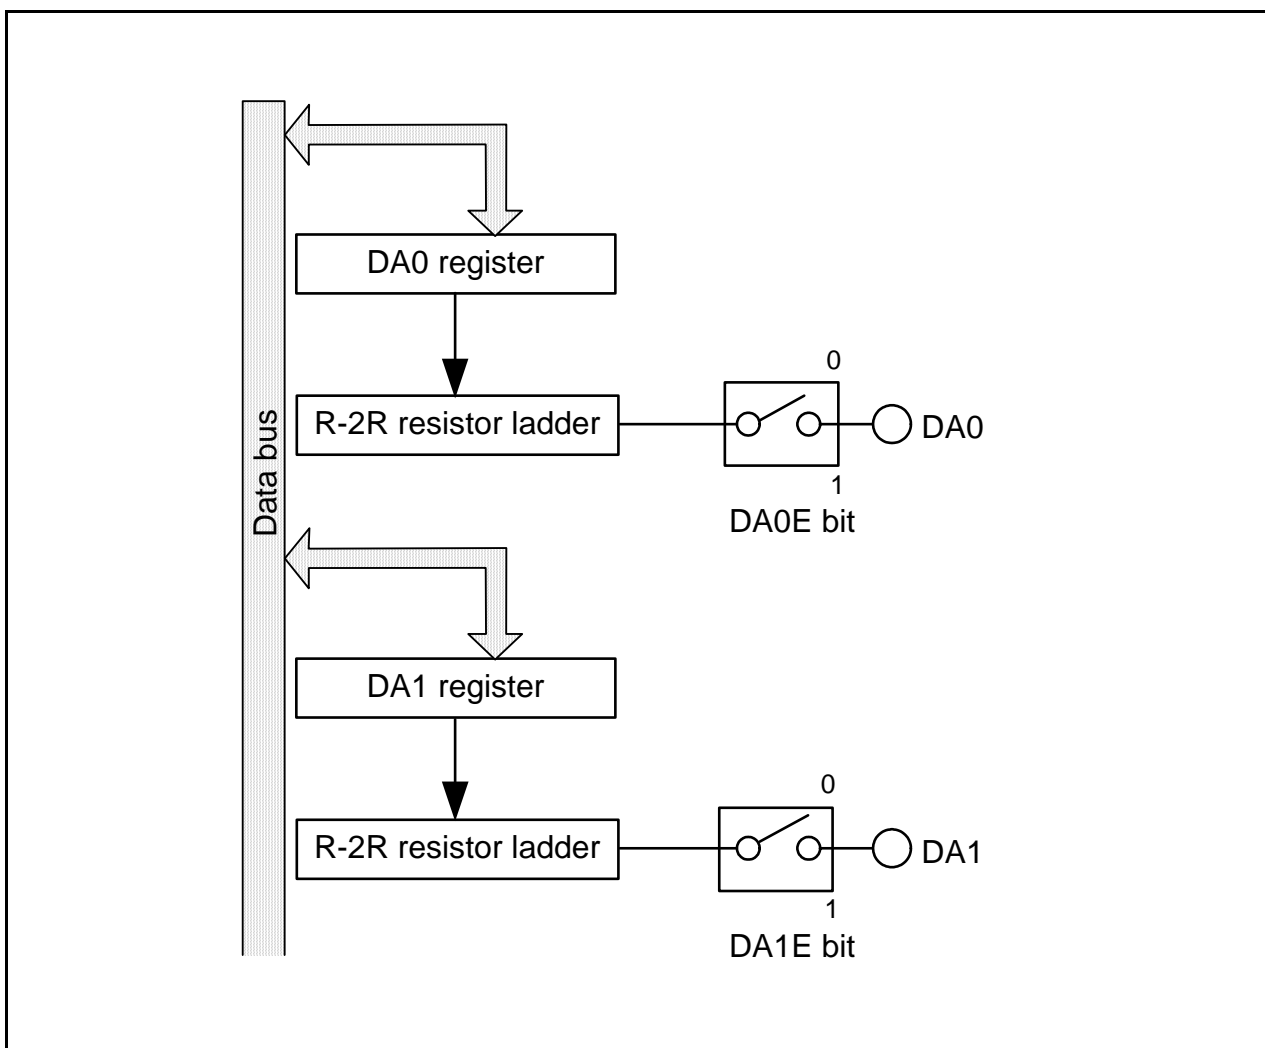 Data bus
DA0 register
R-2R resistor ladder
0
1
DA0E bit
DA0
DA1 register
R-2R resistor ladder
0
1
DA1E bit
DA1